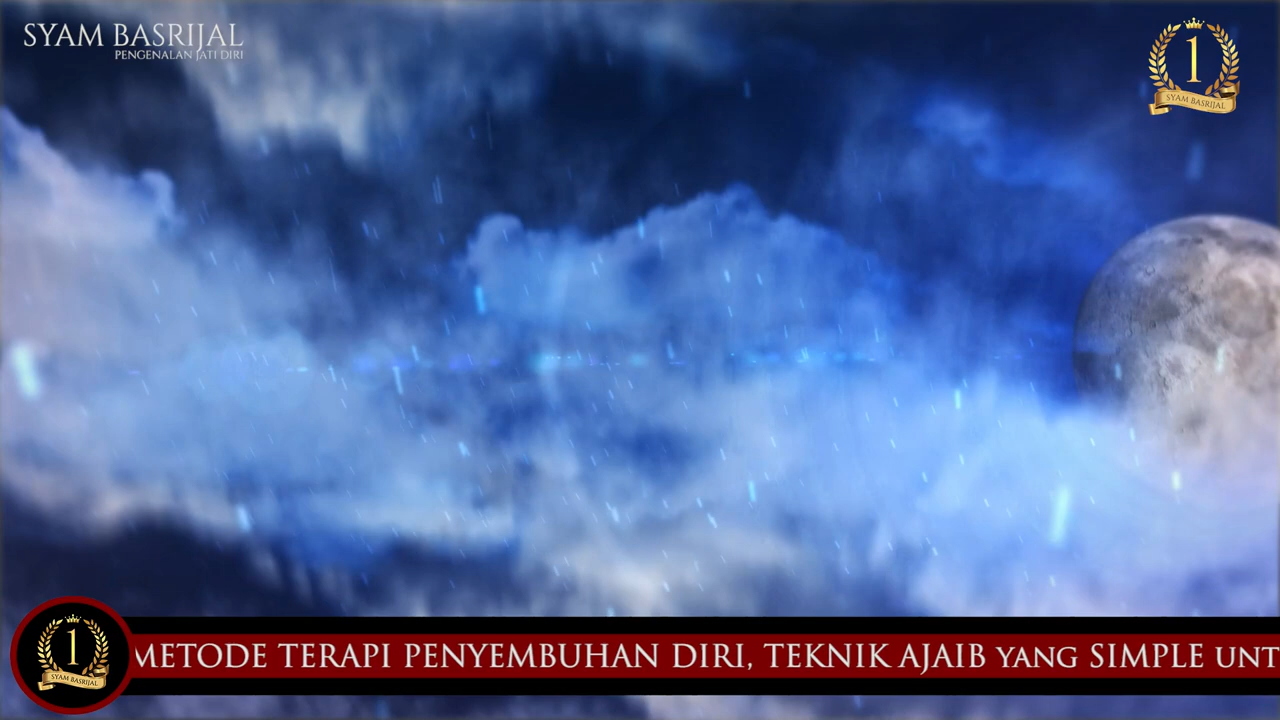 SYAM BASRIJAL
PENGENALAN JATI DIRI
1
SYAM BASRIJAL
1
SYAM BASRIJAL
METODE TERAPI PENYEMBUHAN DIRI, TEKNIK AJAIB YANG SIMPLE UNT